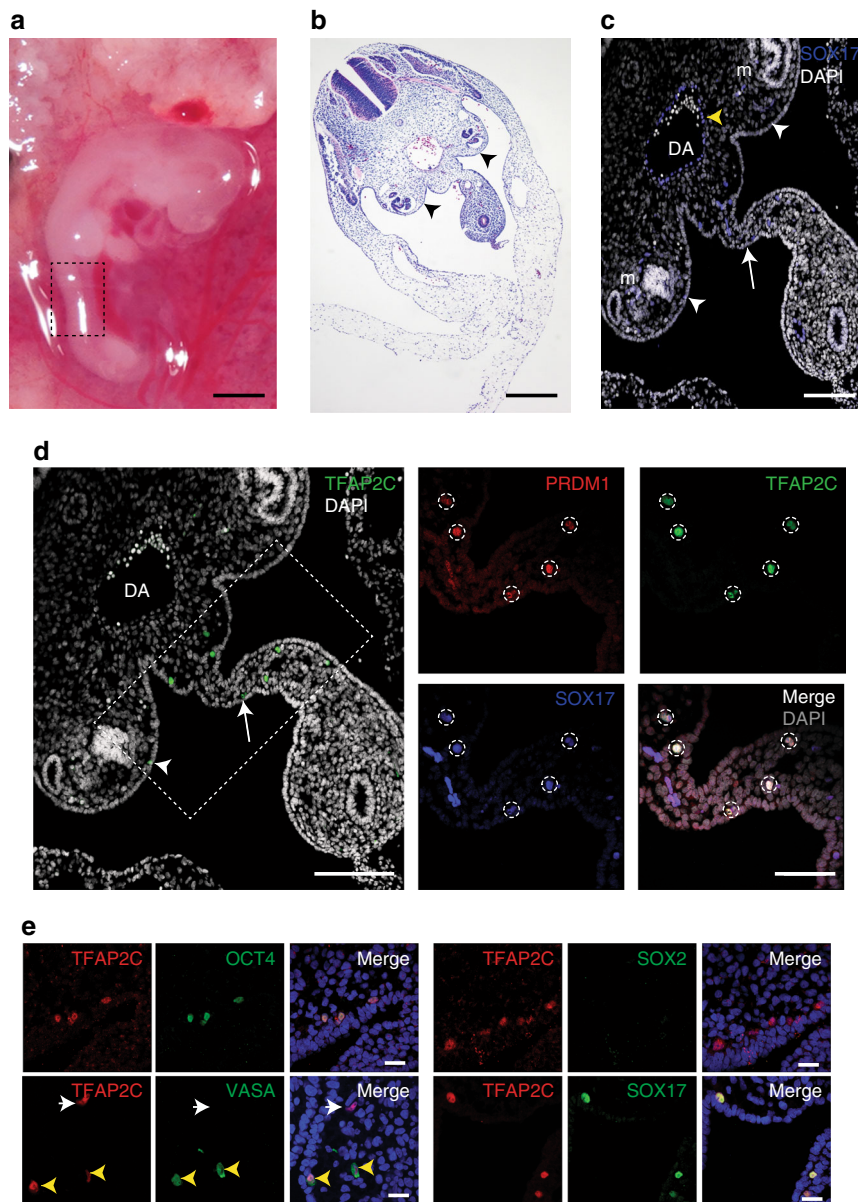 a
b
c
SOX17
DAPI
m
DA
m
d
TFAP2C
DAPI
DA
PRDM1
TFAP2C
SOX17
Merge
DAPI
e
TFAP2C
OCT4
Merge
TFAP2C
SOX2
Merge
TFAP2C
VASA
Merge
TFAP2C
SOX17
Merge